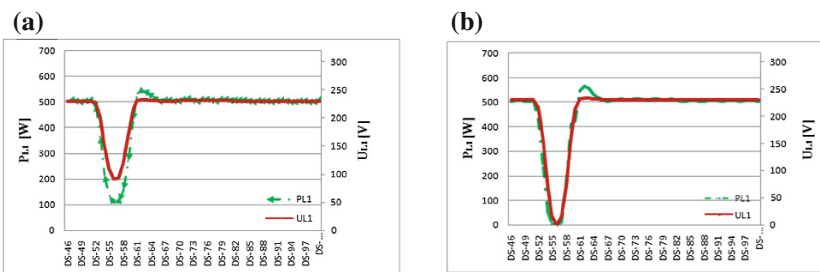 (a)
700
600
500
400
300
200
100
0
PL1 [W]
300
250
200
150
100
50
0
UL1 [V]
PL1
UL1
DS-46
DS-49
DS-52
DS-55
DS-58
DS-61
DS-64
DS-67
DS-70
DS-73
DS-76
DS-79
DS-82
DS-85
DS-88
DS-91
DS-94
DS-97
DS-...
(b)
700
600
500
400
300
200
100
0
PL1 [W]
300
250
200
150
100
50
0
UL1 [V]
PL1
UL1
DS-46
DS-49
DS-52
DS-55
DS-58
DS-61
DS-64
DS-67
DS-70
DS-73
DS-76
DS-79
DS-82
DS-85
DS-88
DS-91
DS-94
DS-97
DS-...